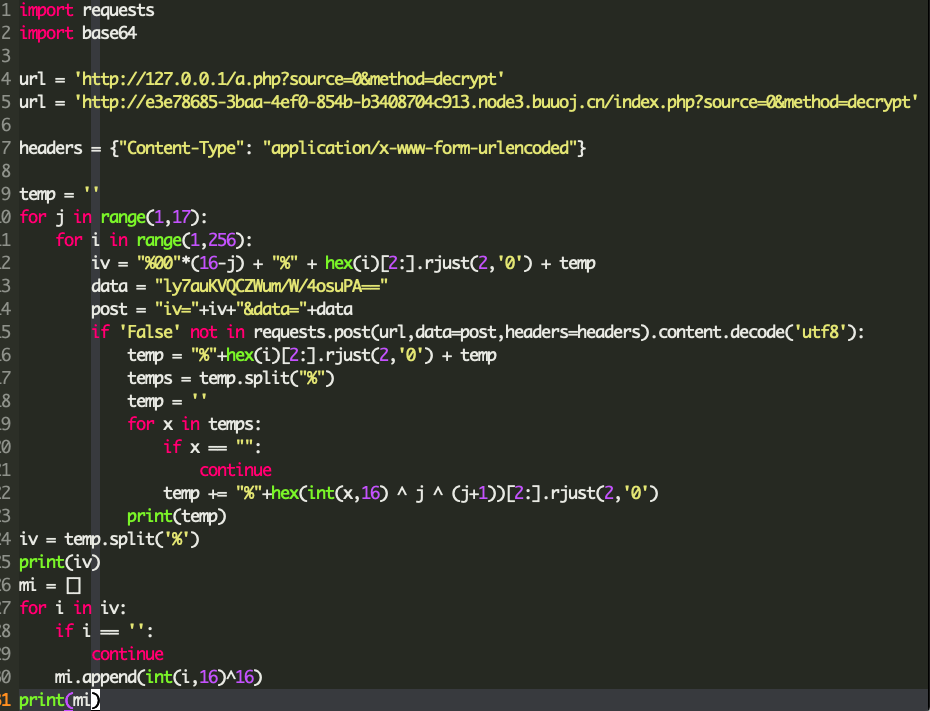 1 import requests
2 import base64
3
4 url = 'http://127.0.0.1/a.php?source=0&method=decrypt'
5 url = 'http://e3e78685-3baa-4ef0-854b-b3408704c913.node3.buuoj.cn/index.php?source=0&method=decrypt'
6
7 headers = {"Content-Type": "application/x-www-form-urlencoded"}
8
9 temp = ''
0 for j in range(1,17):
1     for i in range(1,256):
2         iv = "%00"*(16-j) + "%" + hex(i)[2:].rjust(2,'0') + temp
3         data = "ly7auKVQCZWum/W/4osuPA=="
4         post = "iv="+iv+"&data="+data
5         if 'False' not in requests.post(url,data=post,headers=headers).content.decode('utf8'):
6             temp = "%"+hex(i)[2:].rjust(2,'0') + temp
7             temps = temp.split("%")
8             temp = ''
9             for x in temps:
0                 if x == "":
1                     continue
2                 temp += "%"+hex(int(x,16) ^ j ^ (j+1))[2:].rjust(2,'0')
3             print(temp)
4 iv = temp.split('%')
5 print(iv)
6 mi = []
7 for i in iv:
8     if i == '':
9         continue
0     mi.append(int(i,16)^16)
1 print(mi)